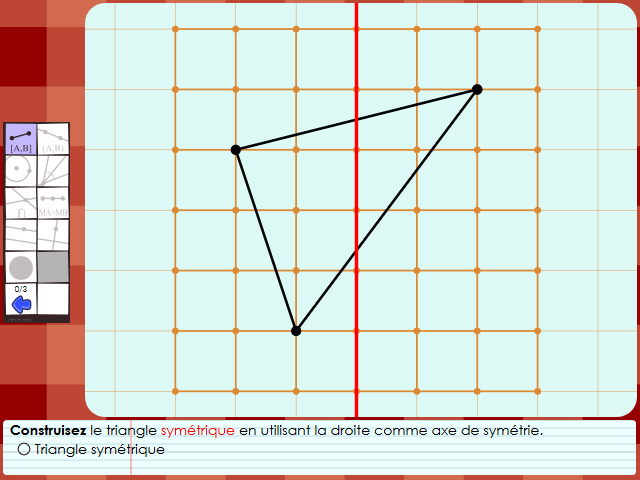 [A,B]
(A,B)
∩
MA=MB
0/3
Construisez le triangle symétrique en utilisant la droite comme axe de symétrie.
Triangle symétrique